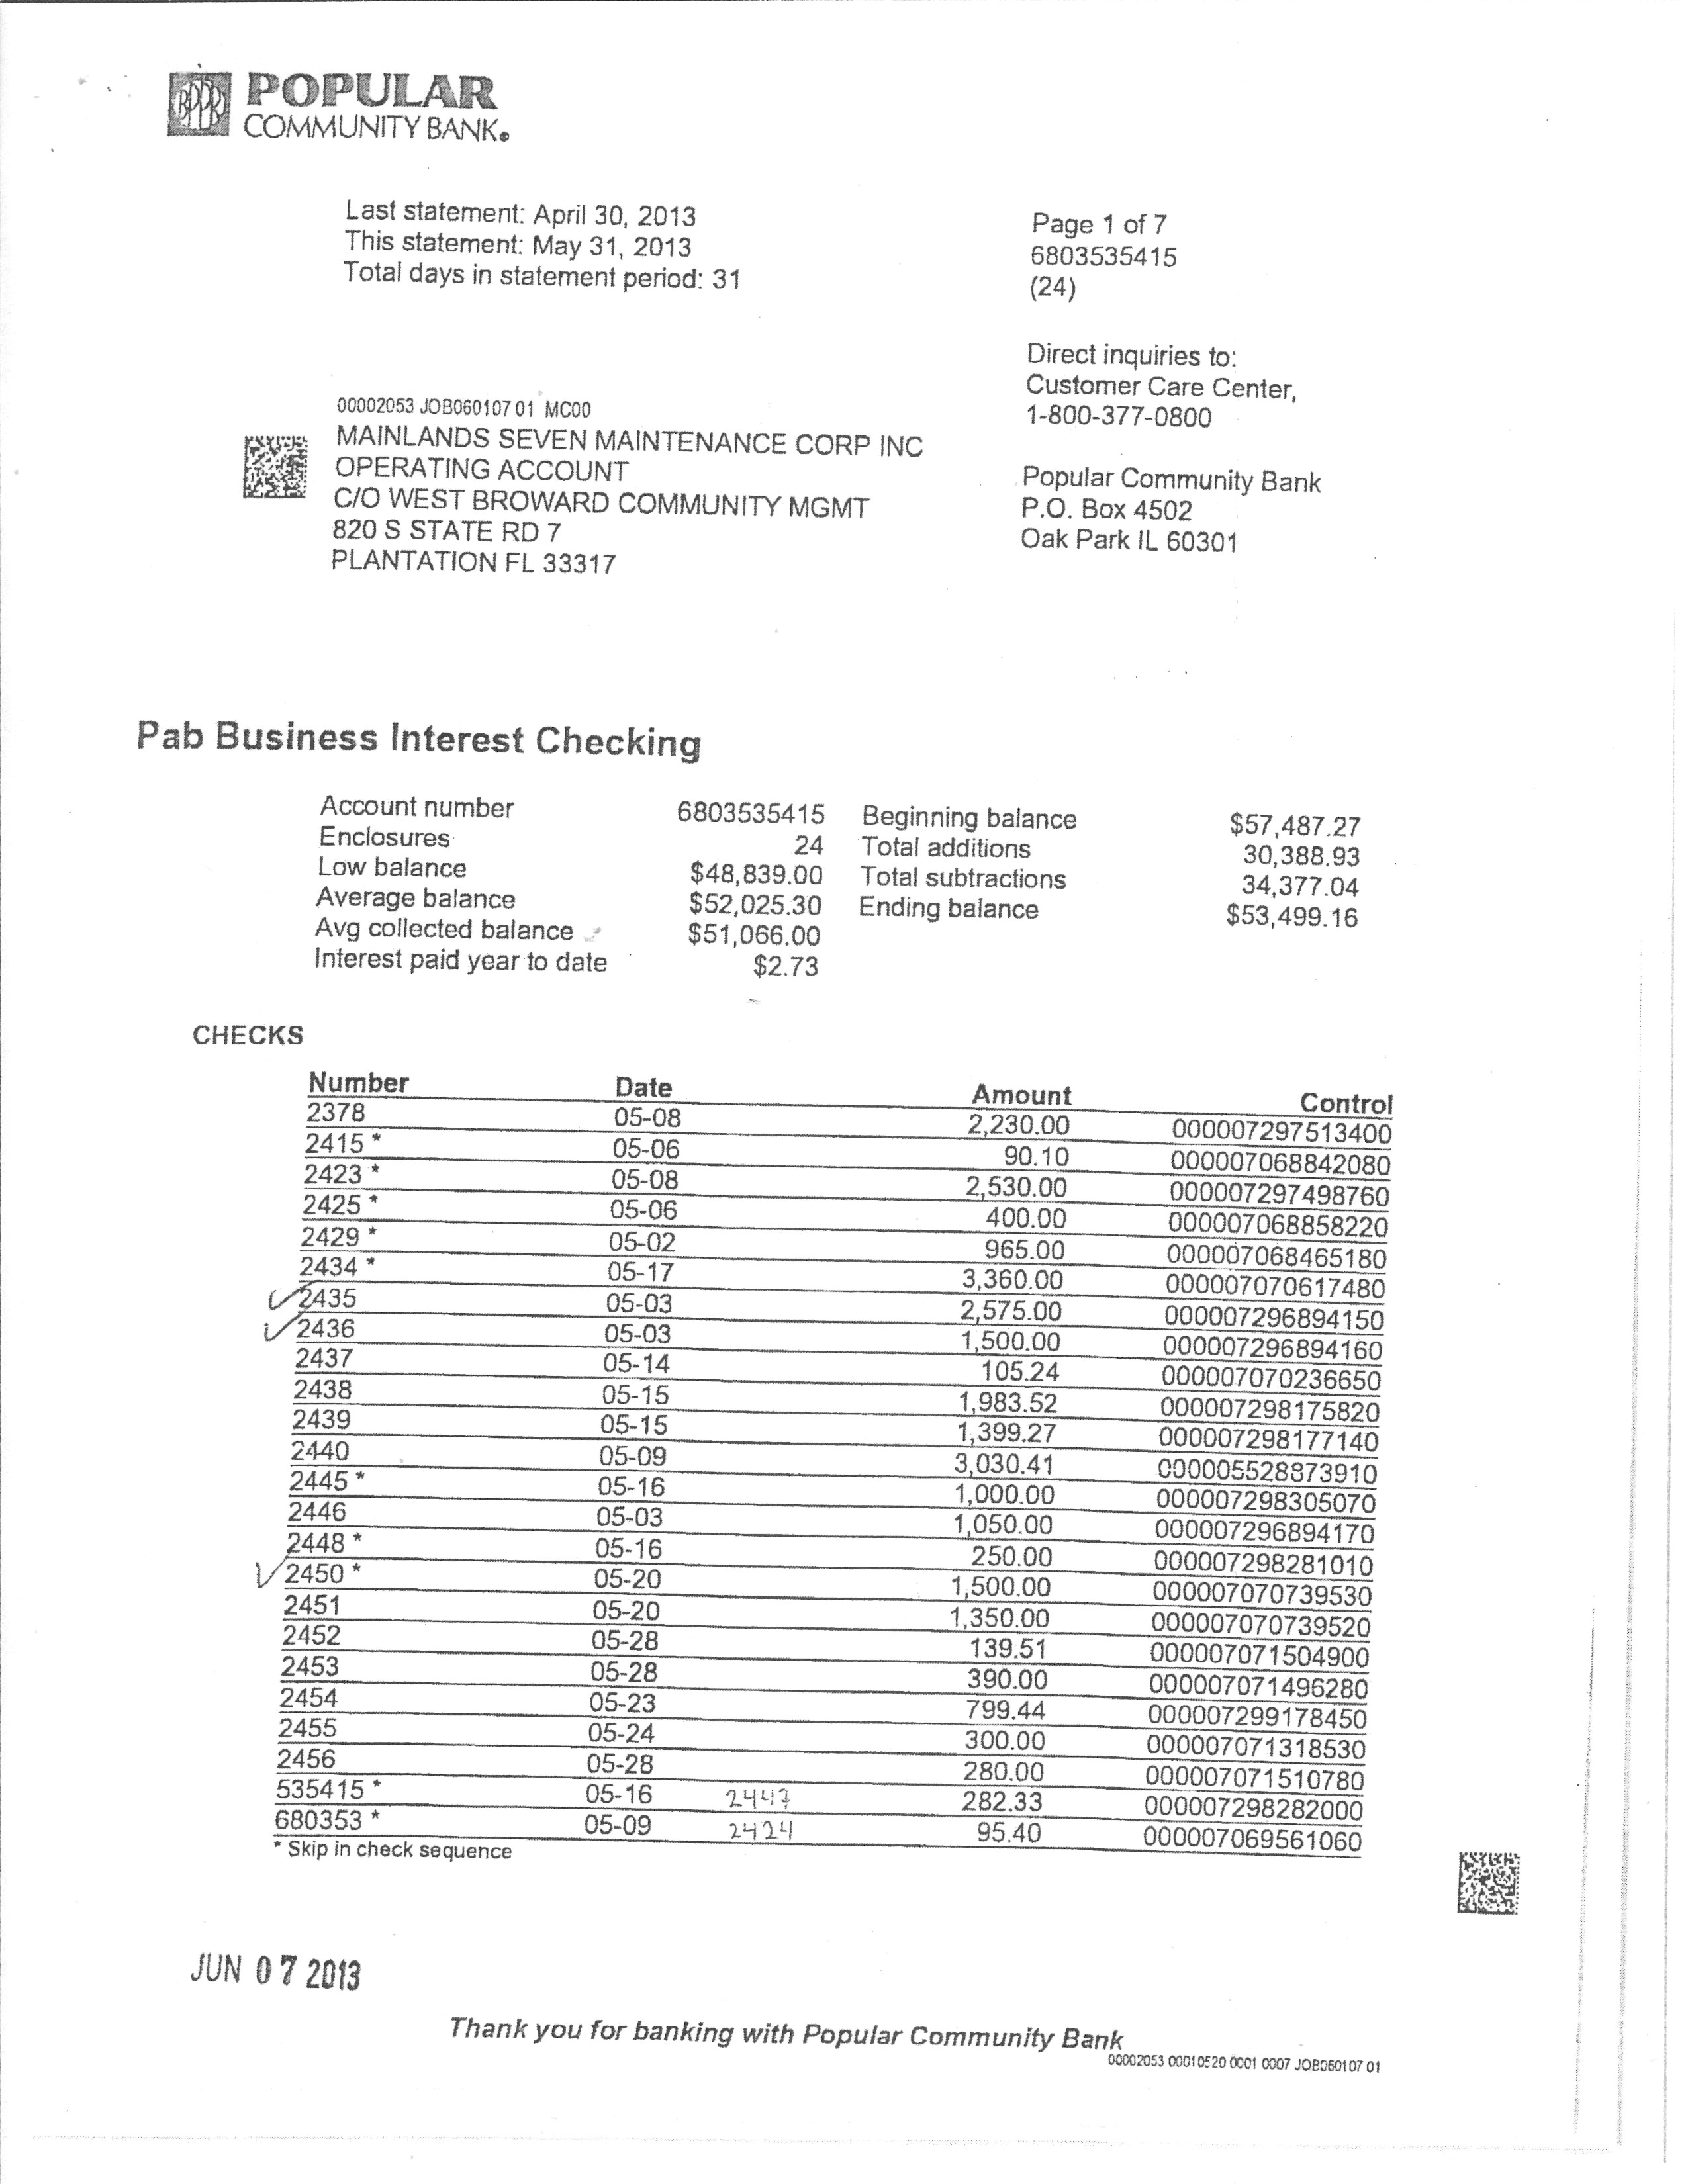 POPULAR
COMMUNITY BANK®
Last statement: April 30, 2013
This statement: May 31, 2013
Total days in statement period: 31
Page 1 of 7
6803535415
(24)
Direct inquiries to:
Customer Care Center,
1-800-377-0800
Popular Community Bank
P.O. Box 4502
Oak Park IL 60301
00002053 JOB06010701 MC00
MAINLANDS SEVEN MAINTENANCE CORP INC
OPERATING ACCOUNT
C/O WEST BROWARD COMMUNITY MGMT
820 S STATE RD 7
PLANTATION FL 33317
Pab Business Interest Checking
Account number 6803535415 Beginning balance $57,487.27
Enclosures 24 Total additions 30,388.93
Low balance $48,839.00 Total subtractions 34,377.04
Average balance $52,025.30 Ending balance $53,499.16
Avg collected balance $51,066.00
Interest paid year to date $2.73
CHECKS
Number Date Amount Control
2378 05-08 2,230.00 000007297513400
2415 * 05-06 90.10 000007068842080
2423 * 05-08 2,530.00 000007297498760
2425 * 05-06 400.00 000007068858220
2429 * 05-02 965.00 000007068465180
2434 * 05-17 3,360.00 000007070617480
2435 05-03 2,575.00 000007296894150
2436 05-03 1,500.00 000007296894160
2437 05-14 105.24 000007070236650
2438 05-15 1,983.52 000007298175820
2439 05-15 1,399.27 000007298177140
2440 05-09 3,030.41 000005528873910
2445 * 05-16 1,000.00 000007298305070
2446 05-03 1,050.00 000007296894170
2448 * 05-16 250.00 000007298281010
2450 * 05-20 1,500.00 000007070739530
2451 05-20 1,350.00 000007070739520
2452 05-28 139.51 000007071504900
2453 05-28 390.00 000007071496280
2454 05-23 799.44 000007299178450
2455 05-24 300.00 000007071318530
2456 05-28 280.00 000007071510780
535415 * 05-16 2447 282.33 000007298282000
680353 * 05-09 2424 95.40 000007069561060
* Skip in check sequence
JUN 07 2013
Thank you for banking with Popular Community Bank
00002053 00010520 0001 0007 JOB06010701